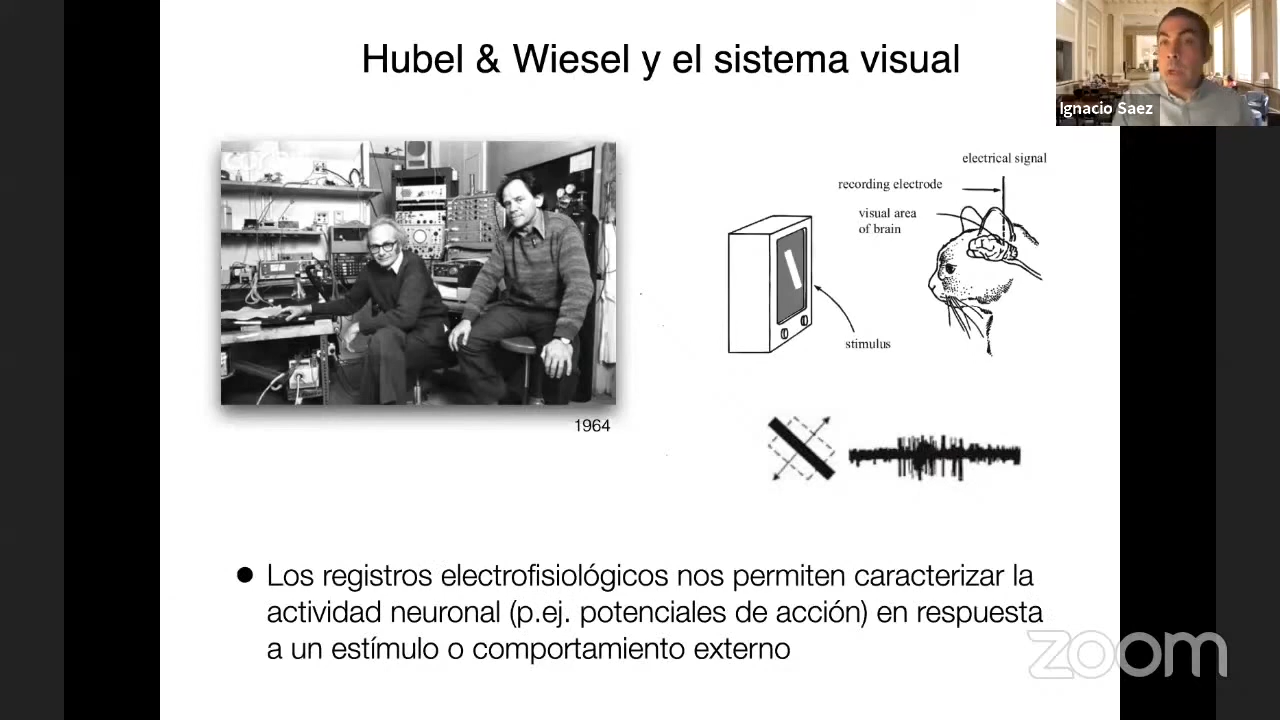 Hubel & Wiesel y el sistema visual
Ignacio Saez
electrical signal
recording electrode
visual area
of brain
stimulus
1964
● Los registros electrofisiológicos nos permiten caracterizar la
actividad neuronal (p.ej. potenciales de acción) en respuesta
a un estímulo o comportamiento externo
zoom